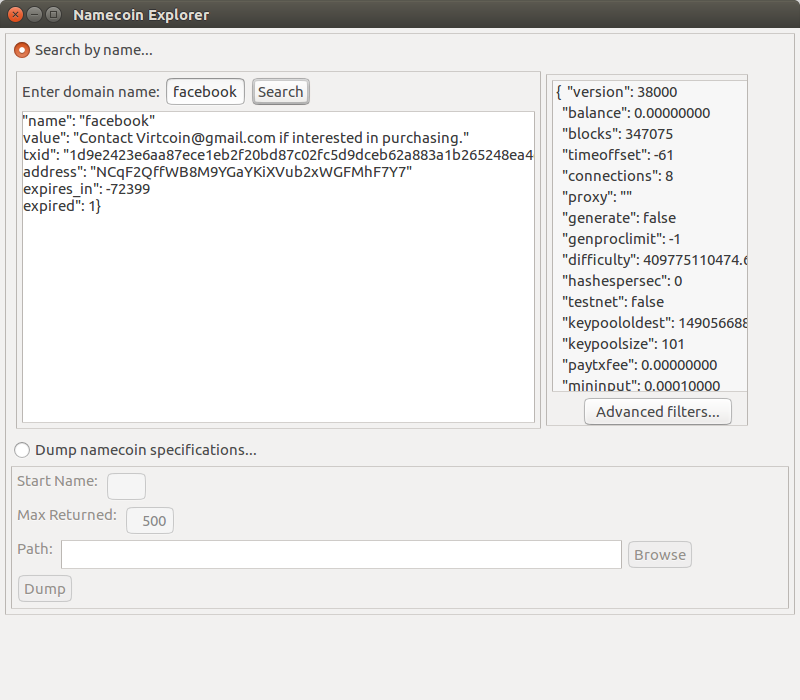 Namecoin Explorer
Search by name...
Enter domain name: facebook Search
"name": "facebook"
value": "Contact Virtcoin@gmail.com if interested in purchasing."
txid": "1d9e2423e6aa87ece1eb2f20bd87c02fc5d9dceb62a883a1b265248ea4
address": "NCqF2QffWB8M9YGaYKiXVub2xWGFMhF7Y7"
expires_in": -72399
expired": 1}
{ "version": 38000
"balance": 0.00000000
"blocks": 347075
"timeoffset": -61
"connections": 8
"proxy": ""
"generate": false
"genproclimit": -1
"difficulty": 409775110474.6
"hashespersec": 0
"testnet": false
"keypoololdest": 149056688
"keypoolsize": 101
"paytxfee": 0.00000000
"mininput": 0.00010000
Advanced filters...
Dump namecoin specifications...
Start Name:
Max Returned: 500
Path: Browse
Dump